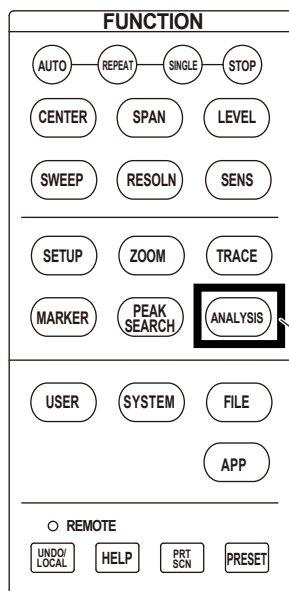 FUNCTION
AUTO REPEAT SINGLE STOP
CENTER SPAN LEVEL
SWEEP RESOLN SENS
SETUP ZOOM TRACE
MARKER PEAK SEARCH ANALYSIS
USER SYSTEM FILE
APP
REMOTE
UNDO/LOCAL HELP PRT SCN PRESET